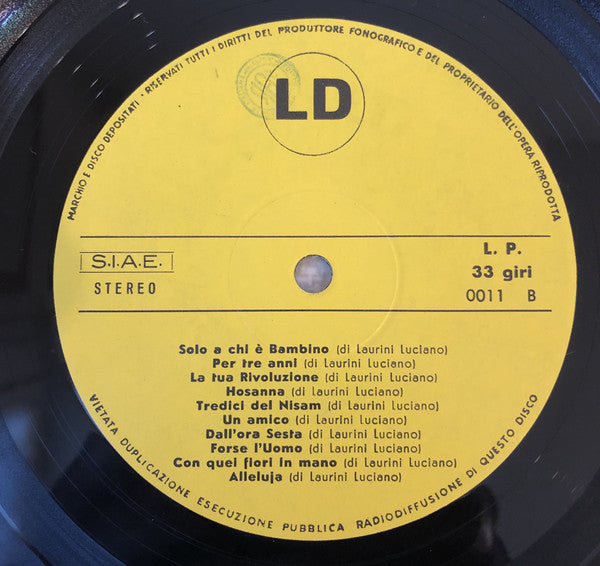 MARCHIO E DISCO DEPOSITATI - RISERVATI TUTTI I DIRITTI DEL PRODUTTORE FONOGRAFICO E DEL PROPRIETARIO DELL'OPERA RIPRODOTTA
LD
S.I.A.E.
STEREO
L. P.
33 giri
0011 B
Solo a chi è Bambino (di Laurini Luciano)
Per tre anni (di Laurini Luciano)
La tua Rivoluzione (di Laurini Luciano)
Hosanna (di Laurini Luciano)
Tredici del Nisam (di Laurini Luciano)
Un amico (di Laurini Luciano)
Dall'ora Sesta (di Laurini Luciano)
Forse l'Uomo (di Laurini Luciano)
Con quei fiori in mano (di Laurini Luciano)
Alleluja (di Laurini Luciano)
VIETATA DUPLICAZIONE ESECUZIONE PUBBLICA RADIODIFFUSIONE DI QUESTO DISCO